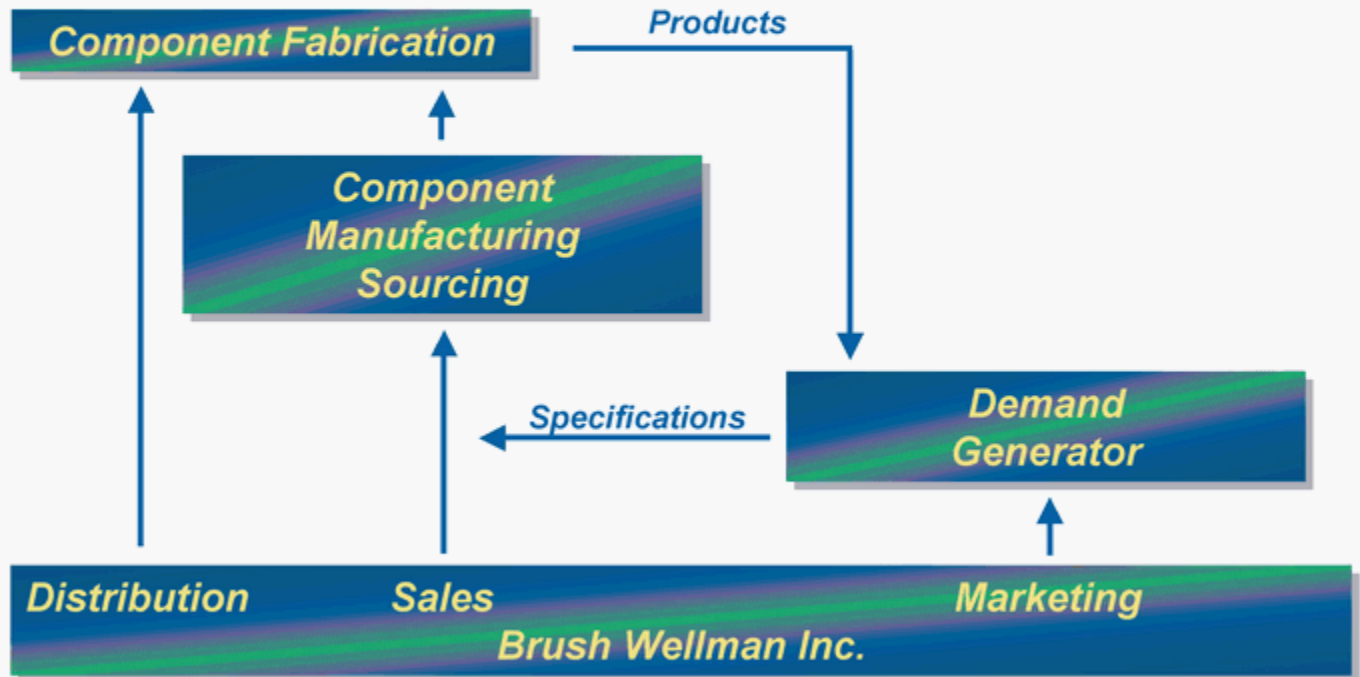 Component Fabrication
Products
Component
Manufacturing
Sourcing
Specifications
Demand
Generator
Distribution
Sales
Marketing
Brush Wellman Inc.